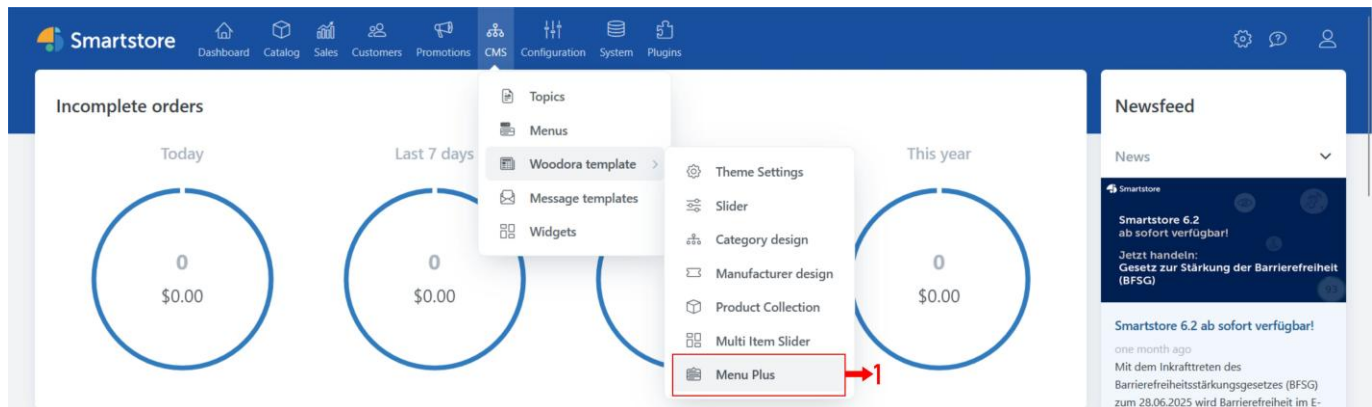 Smartstore
Dashboard Catalog Sales Customers Promotions CMS Configuration System Plugins
Incomplete orders
Today
0
$0.00
Last 7 days
0
$0.00
This year
0
$0.00
Topics
Menus
Woodora template
Message templates
Widgets
Theme Settings
Slider
Category design
Manufacturer design
Product Collection
Multi Item Slider
Menu Plus
1
Newsfeed
News
Smartstore
Smartstore 6.2
ab sofort verfügbar!
Jetzt handeln:
Gesetz zur Stärkung der Barrierefreiheit
(BFSG)
Smartstore 6.2 ab sofort verfügbar!
one month ago
Mit dem Inkrafttreten des
Barrierefreiheitsstärkungsgesetzes (BFSG)
zum 28.06.2025 wird Barrierefreiheit im E-